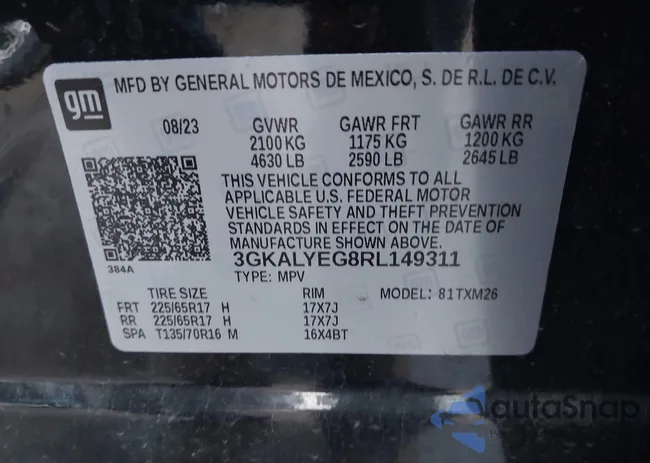 gm
MFD BY GENERAL MOTORS DE MEXICO, S. DE R.L. DE C.V.
08/23 GVWR GAWR FRT GAWR RR
2100 KG 1175 KG 1200 KG
4630 LB 2590 LB 2645 LB
THIS VEHICLE CONFORMS TO ALL
APPLICABLE U.S. FEDERAL MOTOR
VEHICLE SAFETY AND THEFT PREVENTION
STANDARDS IN EFFECT ON THE DATE OF
MANUFACTURE SHOWN ABOVE.
384A
3GKALYEG8RL149311
TYPE: MPV
TIRE SIZE RIM MODEL: 81TXM26
FRT 225/65R17 H 17X7J
RR 225/65R17 H 17X7J
SPA T135/70R16 M 16X4BT
autaSnap